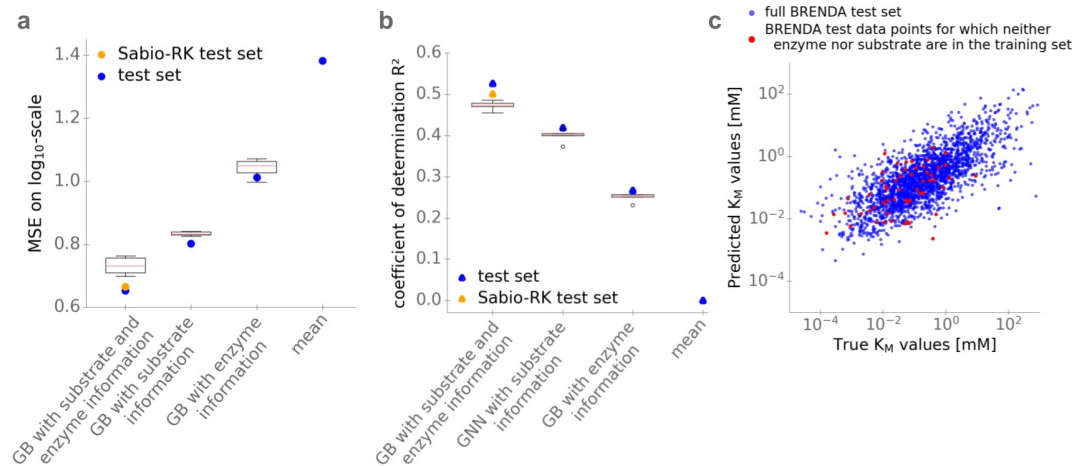 a
MSE on log₁₀-scale
1.4
1.2
1.0
0.8
0.6
Sabio-RK test set
test set
GB with substrate and
enzyme information
GB with substrate
information
GB with enzyme
information
mean
b
coefficient of determination R²
0.6
0.5
0.4
0.3
0.2
0.1
0.0
test set
Sabio-RK test set
GB with substrate and
enzyme information
GNN with substrate
information
GB with enzyme
information
mean
c
full BRENDA test set
BRENDA test data points for which neither
enzyme nor substrate are in the training set
Predicted K_M values [mM]
10²
10⁰
10⁻²
10⁻⁴
10⁻⁴ 10⁻² 10⁰ 10²
True K_M values [mM]